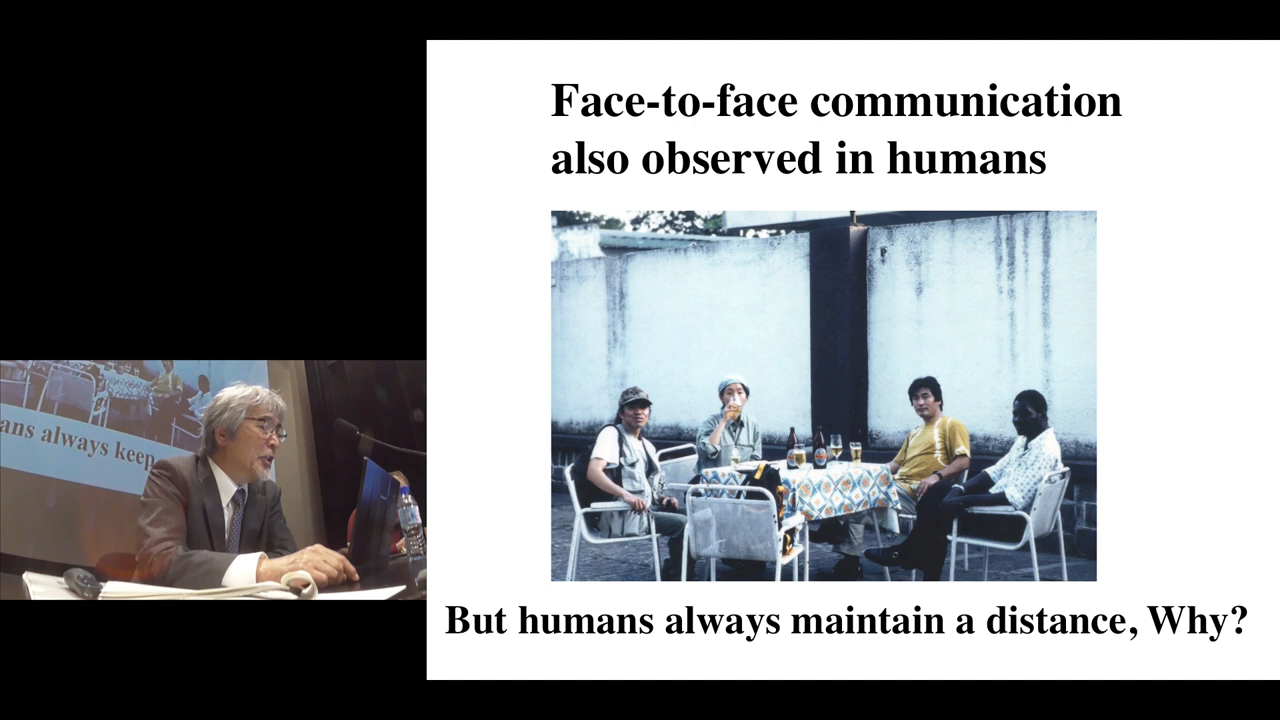 Face-to-face communication
also observed in humans
But humans always maintain a distance, Why?
ans always keep